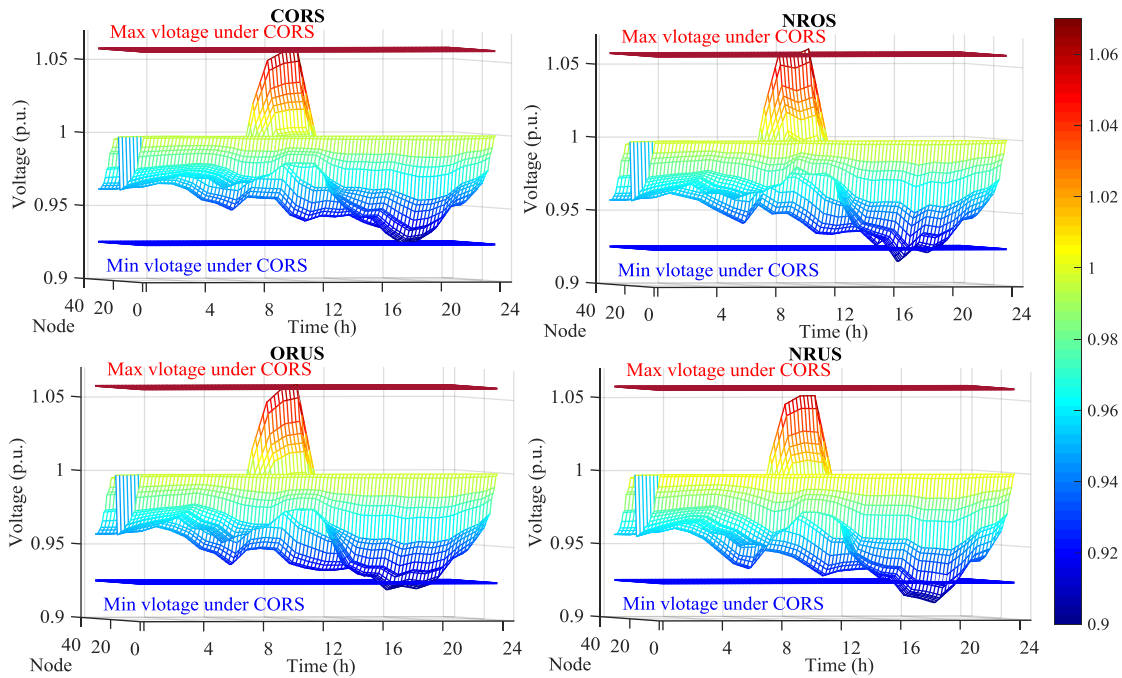 CORS
Max vlotage under CORS
1.05
1
0.95
0.9
Voltage (p.u.)
Min vlotage under CORS
40
20
0
4
8
12
16
20
24
Node
Time (h)
NROS
Max vlotage under CORS
1.05
1
0.95
0.9
Voltage (p.u.)
Min vlotage under CORS
40
20
0
4
8
12
16
20
24
Node
Time (h)
ORUS
Max vlotage under CORS
1.05
1
0.95
0.9
Voltage (p.u.)
Min vlotage under CORS
40
20
0
4
8
12
16
20
24
Node
Time (h)
NRUS
Max vlotage under CORS
1.05
1
0.95
0.9
Voltage (p.u.)
Min vlotage under CORS
40
20
0
4
8
12
16
20
24
Node
Time (h)
1.06
1.04
1.02
1
0.98
0.96
0.94
0.92
0.9